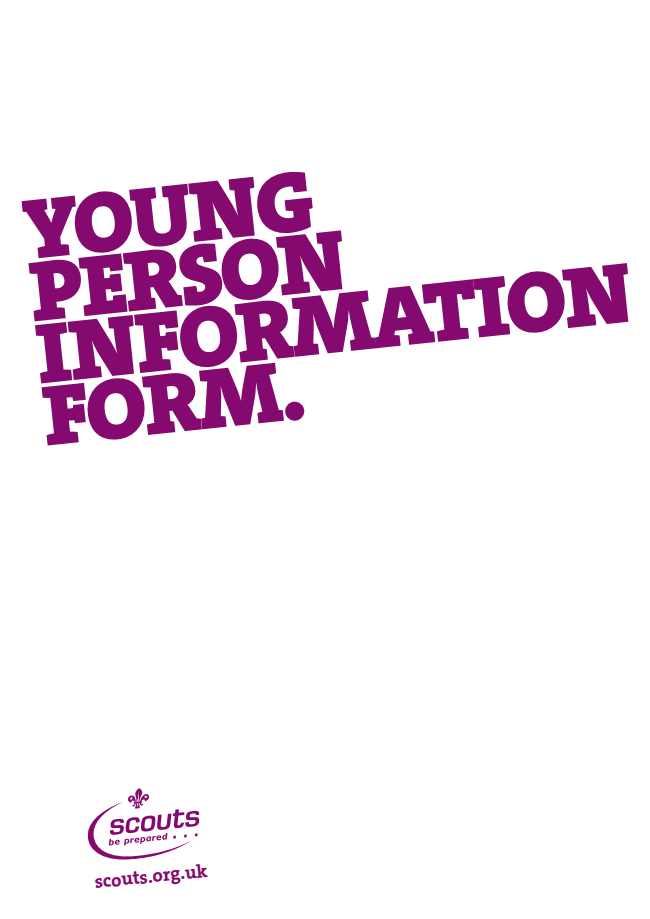 YOUNG
PERSON
INFORMATION
FORM.
scouts
be prepared . . .
scouts.org.uk